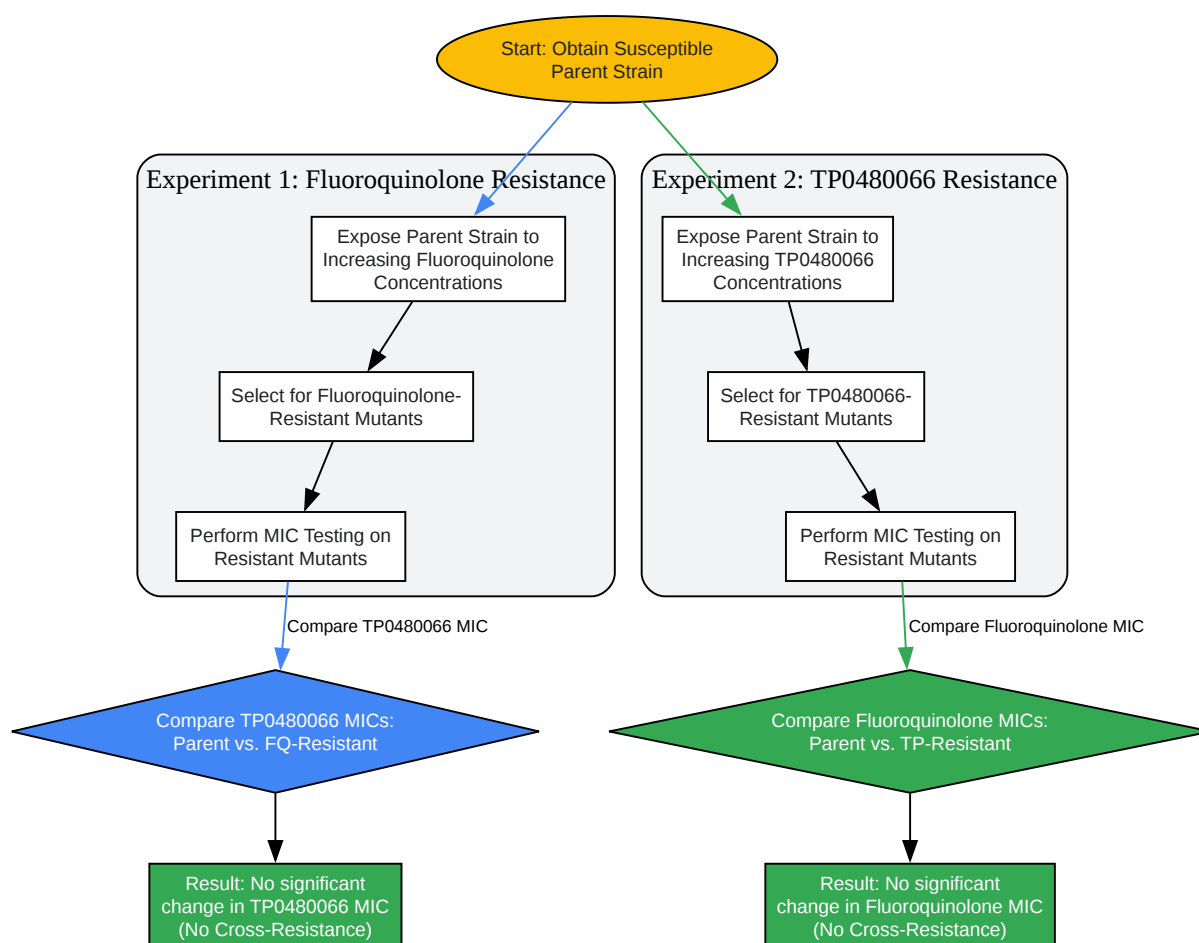 Start: Obtain Susceptible
Parent Strain
Experiment 1: Fluoroquinolone Resistance
Expose Parent Strain to
Increasing Fluoroquinolone
Concentrations
Select for Fluoroquinolone-
Resistant Mutants
Perform MIC Testing on
Resistant Mutants
Compare TP0480066 MIC
Compare TP0480066 MICs:
Parent vs. FQ-Resistant
Result: No significant
change in TP0480066 MIC
(No Cross-Resistance)
Experiment 2: TP0480066 Resistance
Expose Parent Strain to
Increasing TP0480066
Concentrations
Select for TP0480066-
Resistant Mutants
Perform MIC Testing on
Resistant Mutants
Compare Fluoroquinolone MIC
Compare Fluoroquinolone MICs:
Parent vs. TP-Resistant
Result: No significant
change in Fluoroquinolone MIC
(No Cross-Resistance)